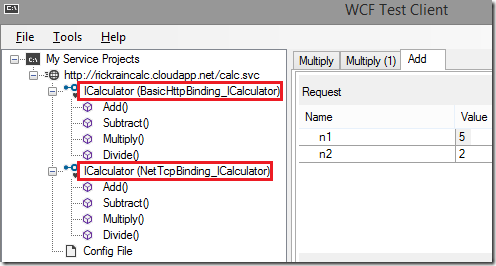 C:\
WCF Test Client
File Tools Help
C:\ My Service Projects
http://rickraincalc.cloudapp.net/calc.svc
ICalculator (BasicHttpBinding_ICalculator)
Add()
Subtract()
Multiply()
Divide()
ICalculator (NetTcpBinding_ICalculator)
Add()
Subtract()
Multiply()
Divide()
Config File
Multiply Multiply (1) Add
Request
Name Value
n1 5
n2 2